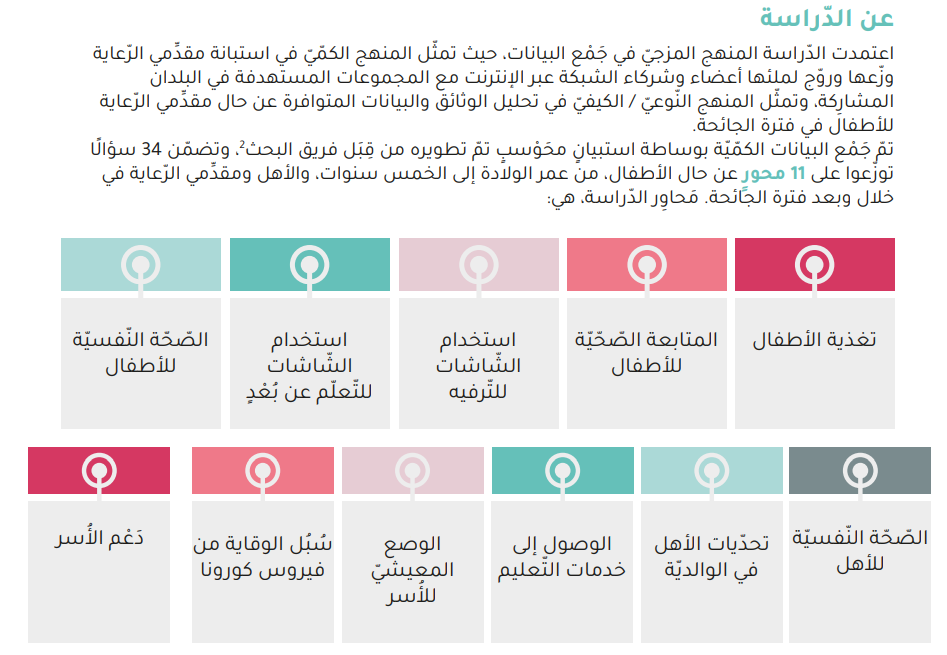 عن الدّراسة
اعتمدت الدّراسة المنهج المزجيّ في جَمْع البيانات، حيث تمثّل المنهج الكمّيّ في استبانة مقدِّمي الرّعاية
وزّعها وروّج لملئها أعضاء وشركاء الشبكة عبر الإنترنت مع المجموعات المستهدفة في البلدان
المشارِكة، وتمثّل المنهج النّوعيّ / الكيفيّ في تحليل الوثائق والبيانات المتوافرة عن حال مقدِّمي الرّعاية
للأطفال في فترة الجائحة.
تمّ جَمْع البيانات الكمّيّة بوساطة استبيانٍ محَوْسبٍ تمّ تطويره من قِبَل فريق البحث²، وتضمّن 34 سؤالًا
توزّعوا على 11 محورٍ عن حال الأطفال، من عمر الولادة إلى الخمس سنوات، والأهل ومقدِّمي الرّعاية في
خلال وبعد فترة الجائحة. مَحاوِر الدّراسة، هي:
تغذية الأطفال
المتابعة الصّحّيّة
للأطفال
استخدام
الشّاشات
للتّرفيه
استخدام
الشّاشات
للتّعلّم عن بُعْدٍ
الصّحّة النّفسيّة
للأطفال
الصّحّة النّفسيّة
للأهل
تحدّيات الأهل
في الوالديّة
الوصول إلى
خدمات التّعليم
الوصع
المعيشيّ
للأُسر
سُبُل الوقاية من
فيروس كورونا
دَعْم الأُسر